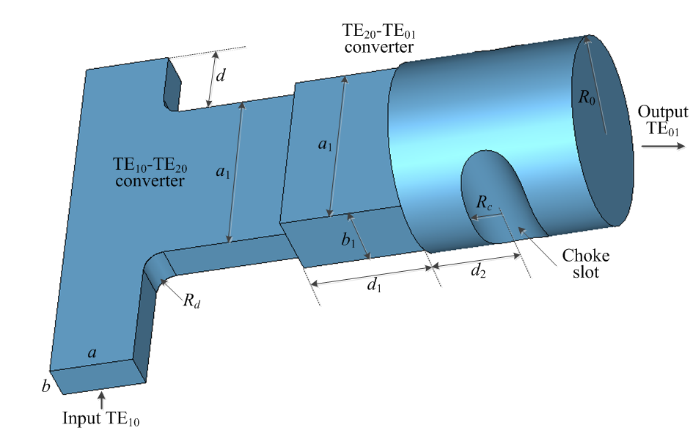 TE20-TE01
converter
d
R0
Output
TE01
TE10-TE20
converter
a1
a1
Rc
b1
Choke
slot
d1
d2
Rd
a
b
Input TE10